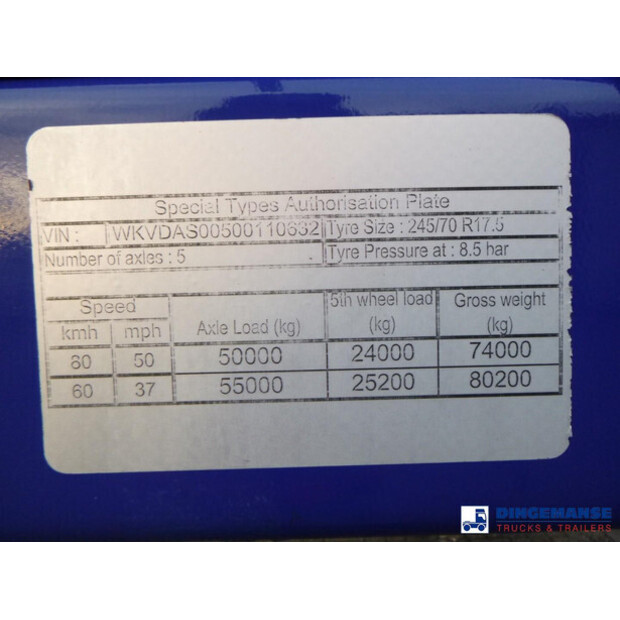 Special Types Authorisation Plate
VIN : WKVDAS00500110632 Tyre Size : 245/70 R17.5
Number of axles : 5 Tyre Pressure at : 8.5 bar
Speed Axle Load (kg) 5th wheel load (kg) Gross weight (kg)
kmh mph
80 50 50000 24000 74000
60 37 55000 25200 80200
DINGEMANSE
TRUCKS & TRAILERS